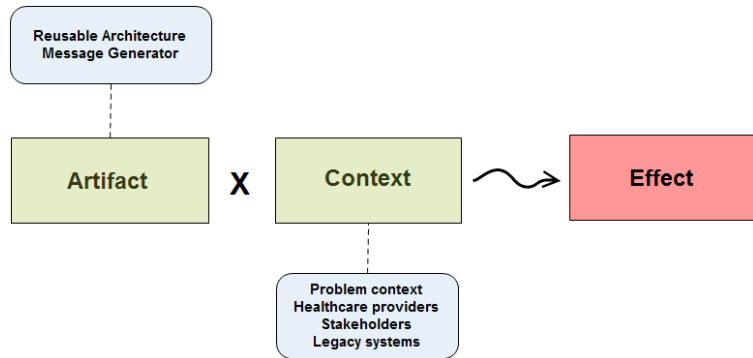 Reusable Architecture
Message Generator
Artifact
X
Context
Effect
Problem context
Healthcare providers
Stakeholders
Legacy systems